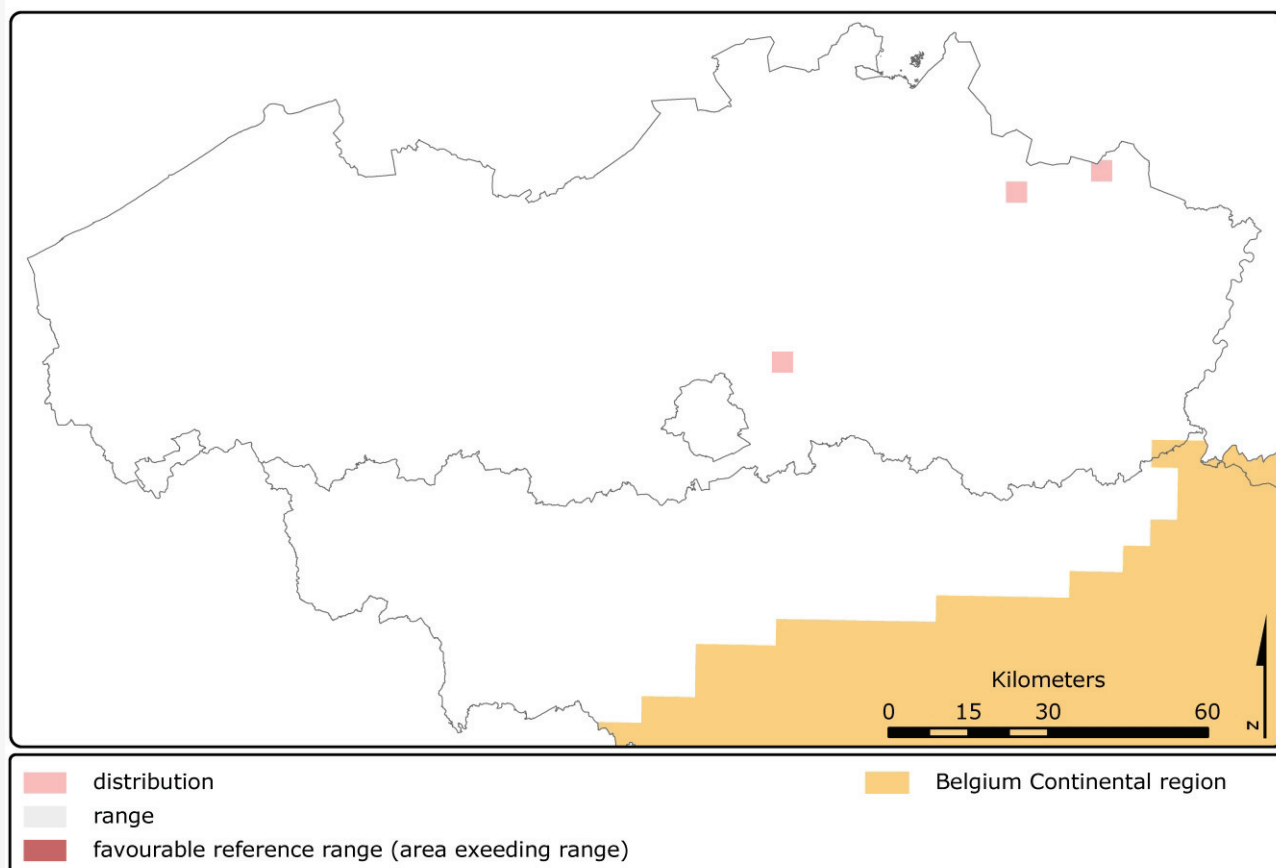 Kilometers
0 15 30 60
N
distribution
range
favourable reference range (area exeeding range)
Belgium Continental region